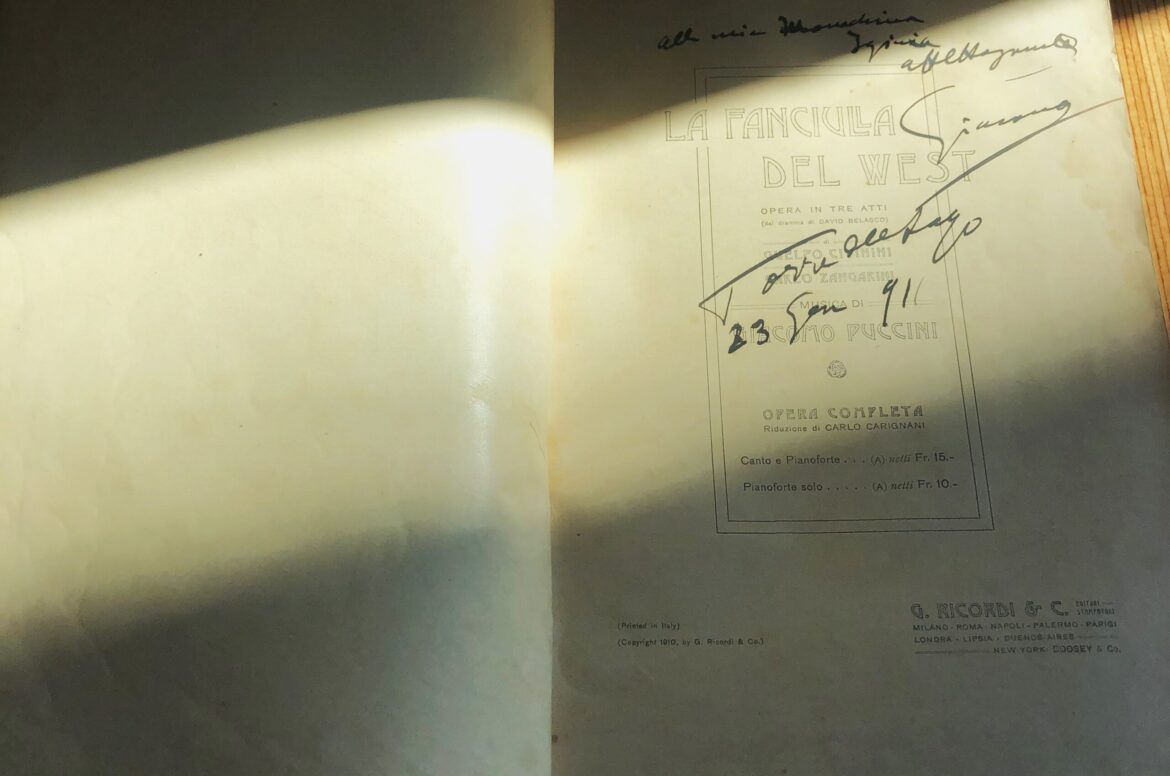 alla mia
Iginia
affettuosamente
LA FANCIULLA
DEL WEST
Giacomo
OPERA IN TRE ATTI
(dal dramma di DAVID BELASCO)
di
GUELFO CIVININI
CARLO ZANGARINI
Torre del Lago
MUSICA DI
23 Gen 911
GIACOMO PUCCINI
OPERA COMPLETA
Riduzione di CARLO CARIGNANI
Canto e Pianoforte . . . (A) netti Fr. 15.-
Pianoforte solo . . . . . (A) netti Fr. 10.-
G. RICORDI & C. EDITORI STAMPATORI
(Printed in Italy) MILANO - ROMA - NAPOLI - PALERMO - PARIGI
(Copyright 1910, by G. Ricordi & Co.) LONDRA - LIPSIA - BUENOS-AIRES
NEW-YORK: BOOSEY & Co.